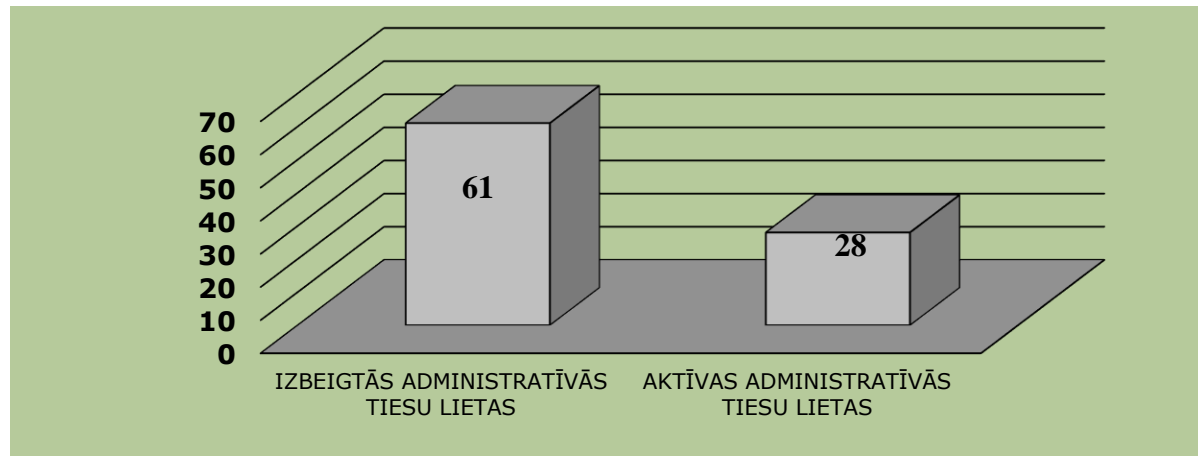 70
60
50
40
30
20
10
0
61
28
IZBEIGTĀS ADMINISTRATĪVĀS
TIESU LIETAS
AKTĪVAS ADMINISTRATĪVĀS
TIESU LIETAS